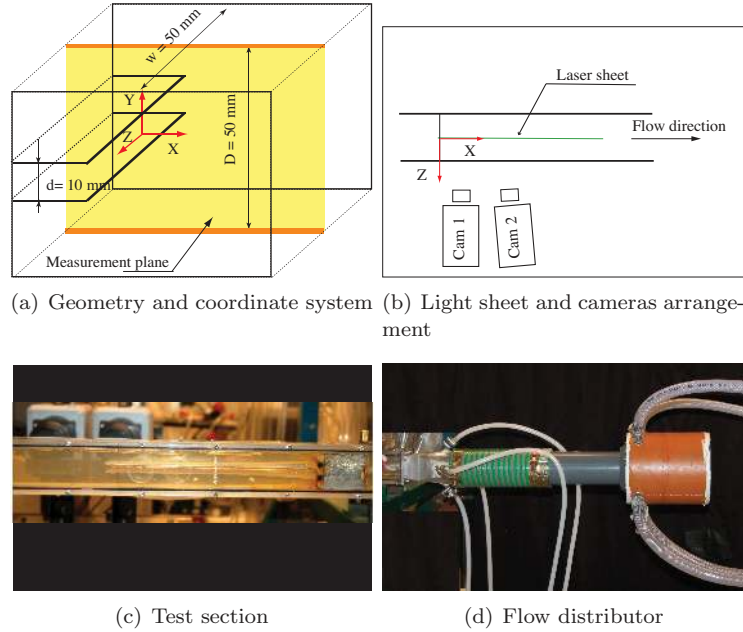 w = 50 mm
Y
Z
X
D = 50 mm
d= 10 mm
Measurement plane
(a) Geometry and coordinate system
Laser sheet
Flow direction
X
Z
Cam 1
Cam 2
(b) Light sheet and cameras arrange-
ment
(c) Test section
(d) Flow distributor